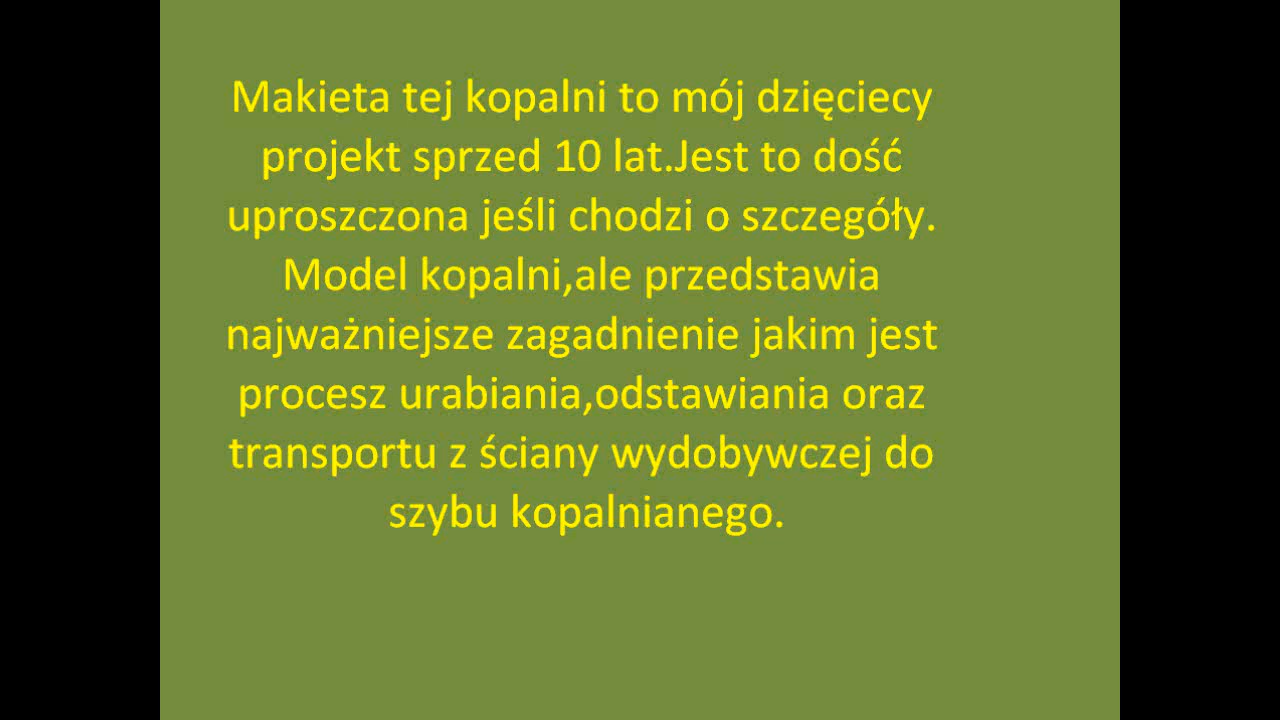 Makieta tej kopalni to mój dzięciecy
projekt sprzed 10 lat.Jest to dość
uproszczona jeśli chodzi o szczegóły.
Model kopalni,ale przedstawia
najważniejsze zagadnienie jakim jest
procesz urabiania,odstawiania oraz
transportu z ściany wydobywczej do
szybu kopalnianego.